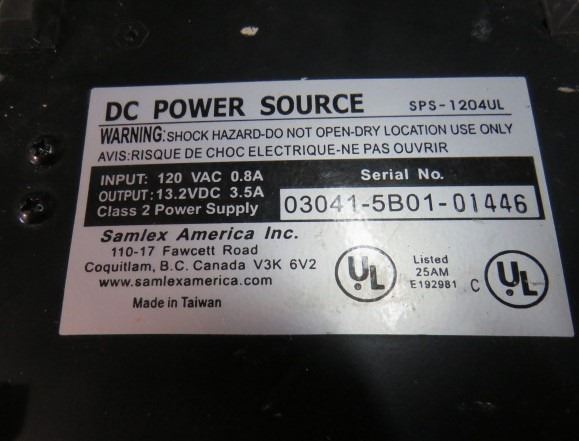 DC POWER SOURCE SPS-1204UL
WARNING:SHOCK HAZARD-DO NOT OPEN-DRY LOCATION USE ONLY
AVIS:RISQUE DE CHOC ELECTRIQUE-NE PAS OUVRIR
INPUT: 120 VAC 0.8A
OUTPUT:13.2VDC 3.5A
Class 2 Power Supply
Serial No.
03041-5B01-01446
Samlex America Inc.
110-17 Fawcett Road
Coquitlam, B.C. Canada V3K 6V2
www.samlexamerica.com
Made in Taiwan
UL
Listed
25AM
E192981
C UL